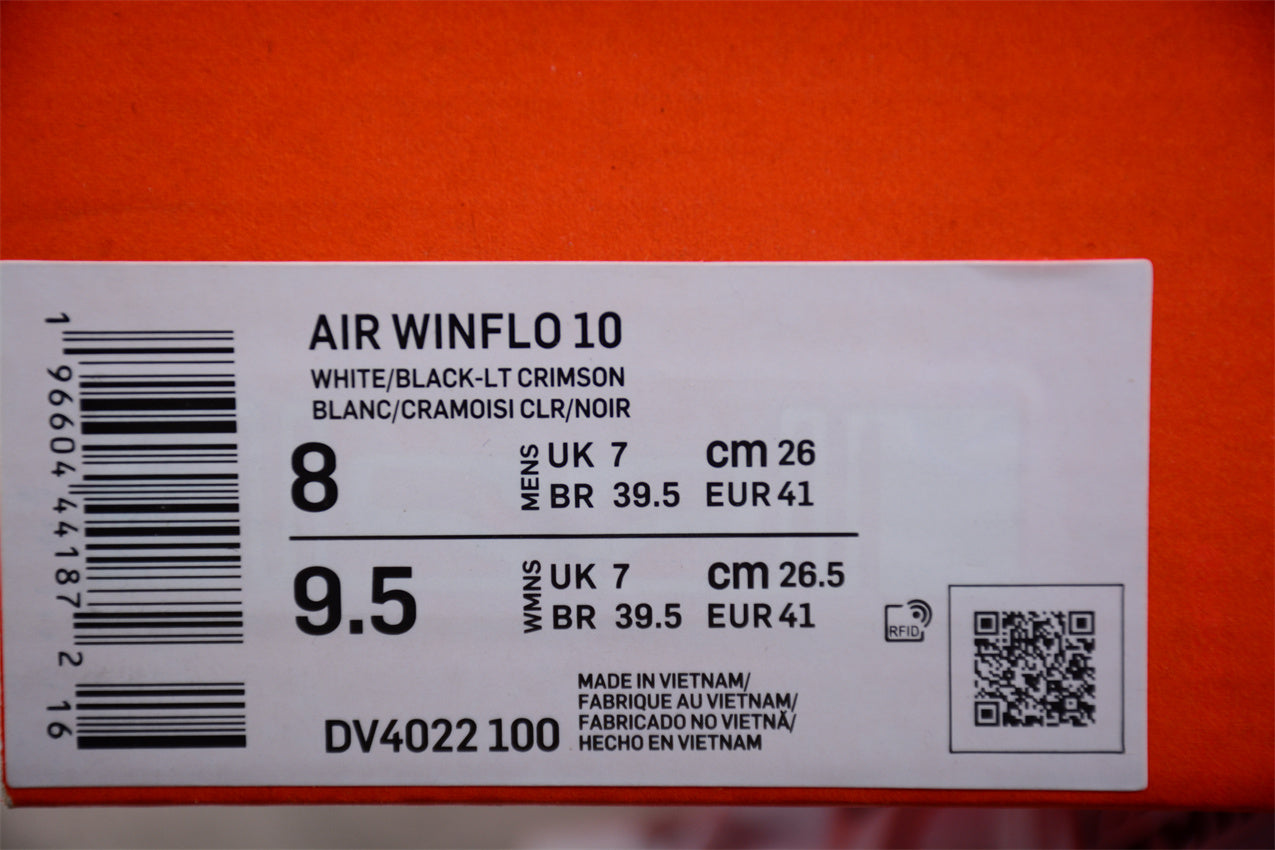 AIR WINFLO 10
WHITE/BLACK-LT CRIMSON
BLANC/CRAMOISI CLR/NOIR
8 MENS UK 7 cm 26
BR 39.5 EUR 41
9.5 WMNS UK 7 cm 26.5
BR 39.5 EUR 41
RFID
DV4022 100
MADE IN VIETNAM/
FABRIQUE AU VIETNAM/
FABRICADO NO VIETNÃ/
HECHO EN VIETNAM
1 96604 44187 2 16